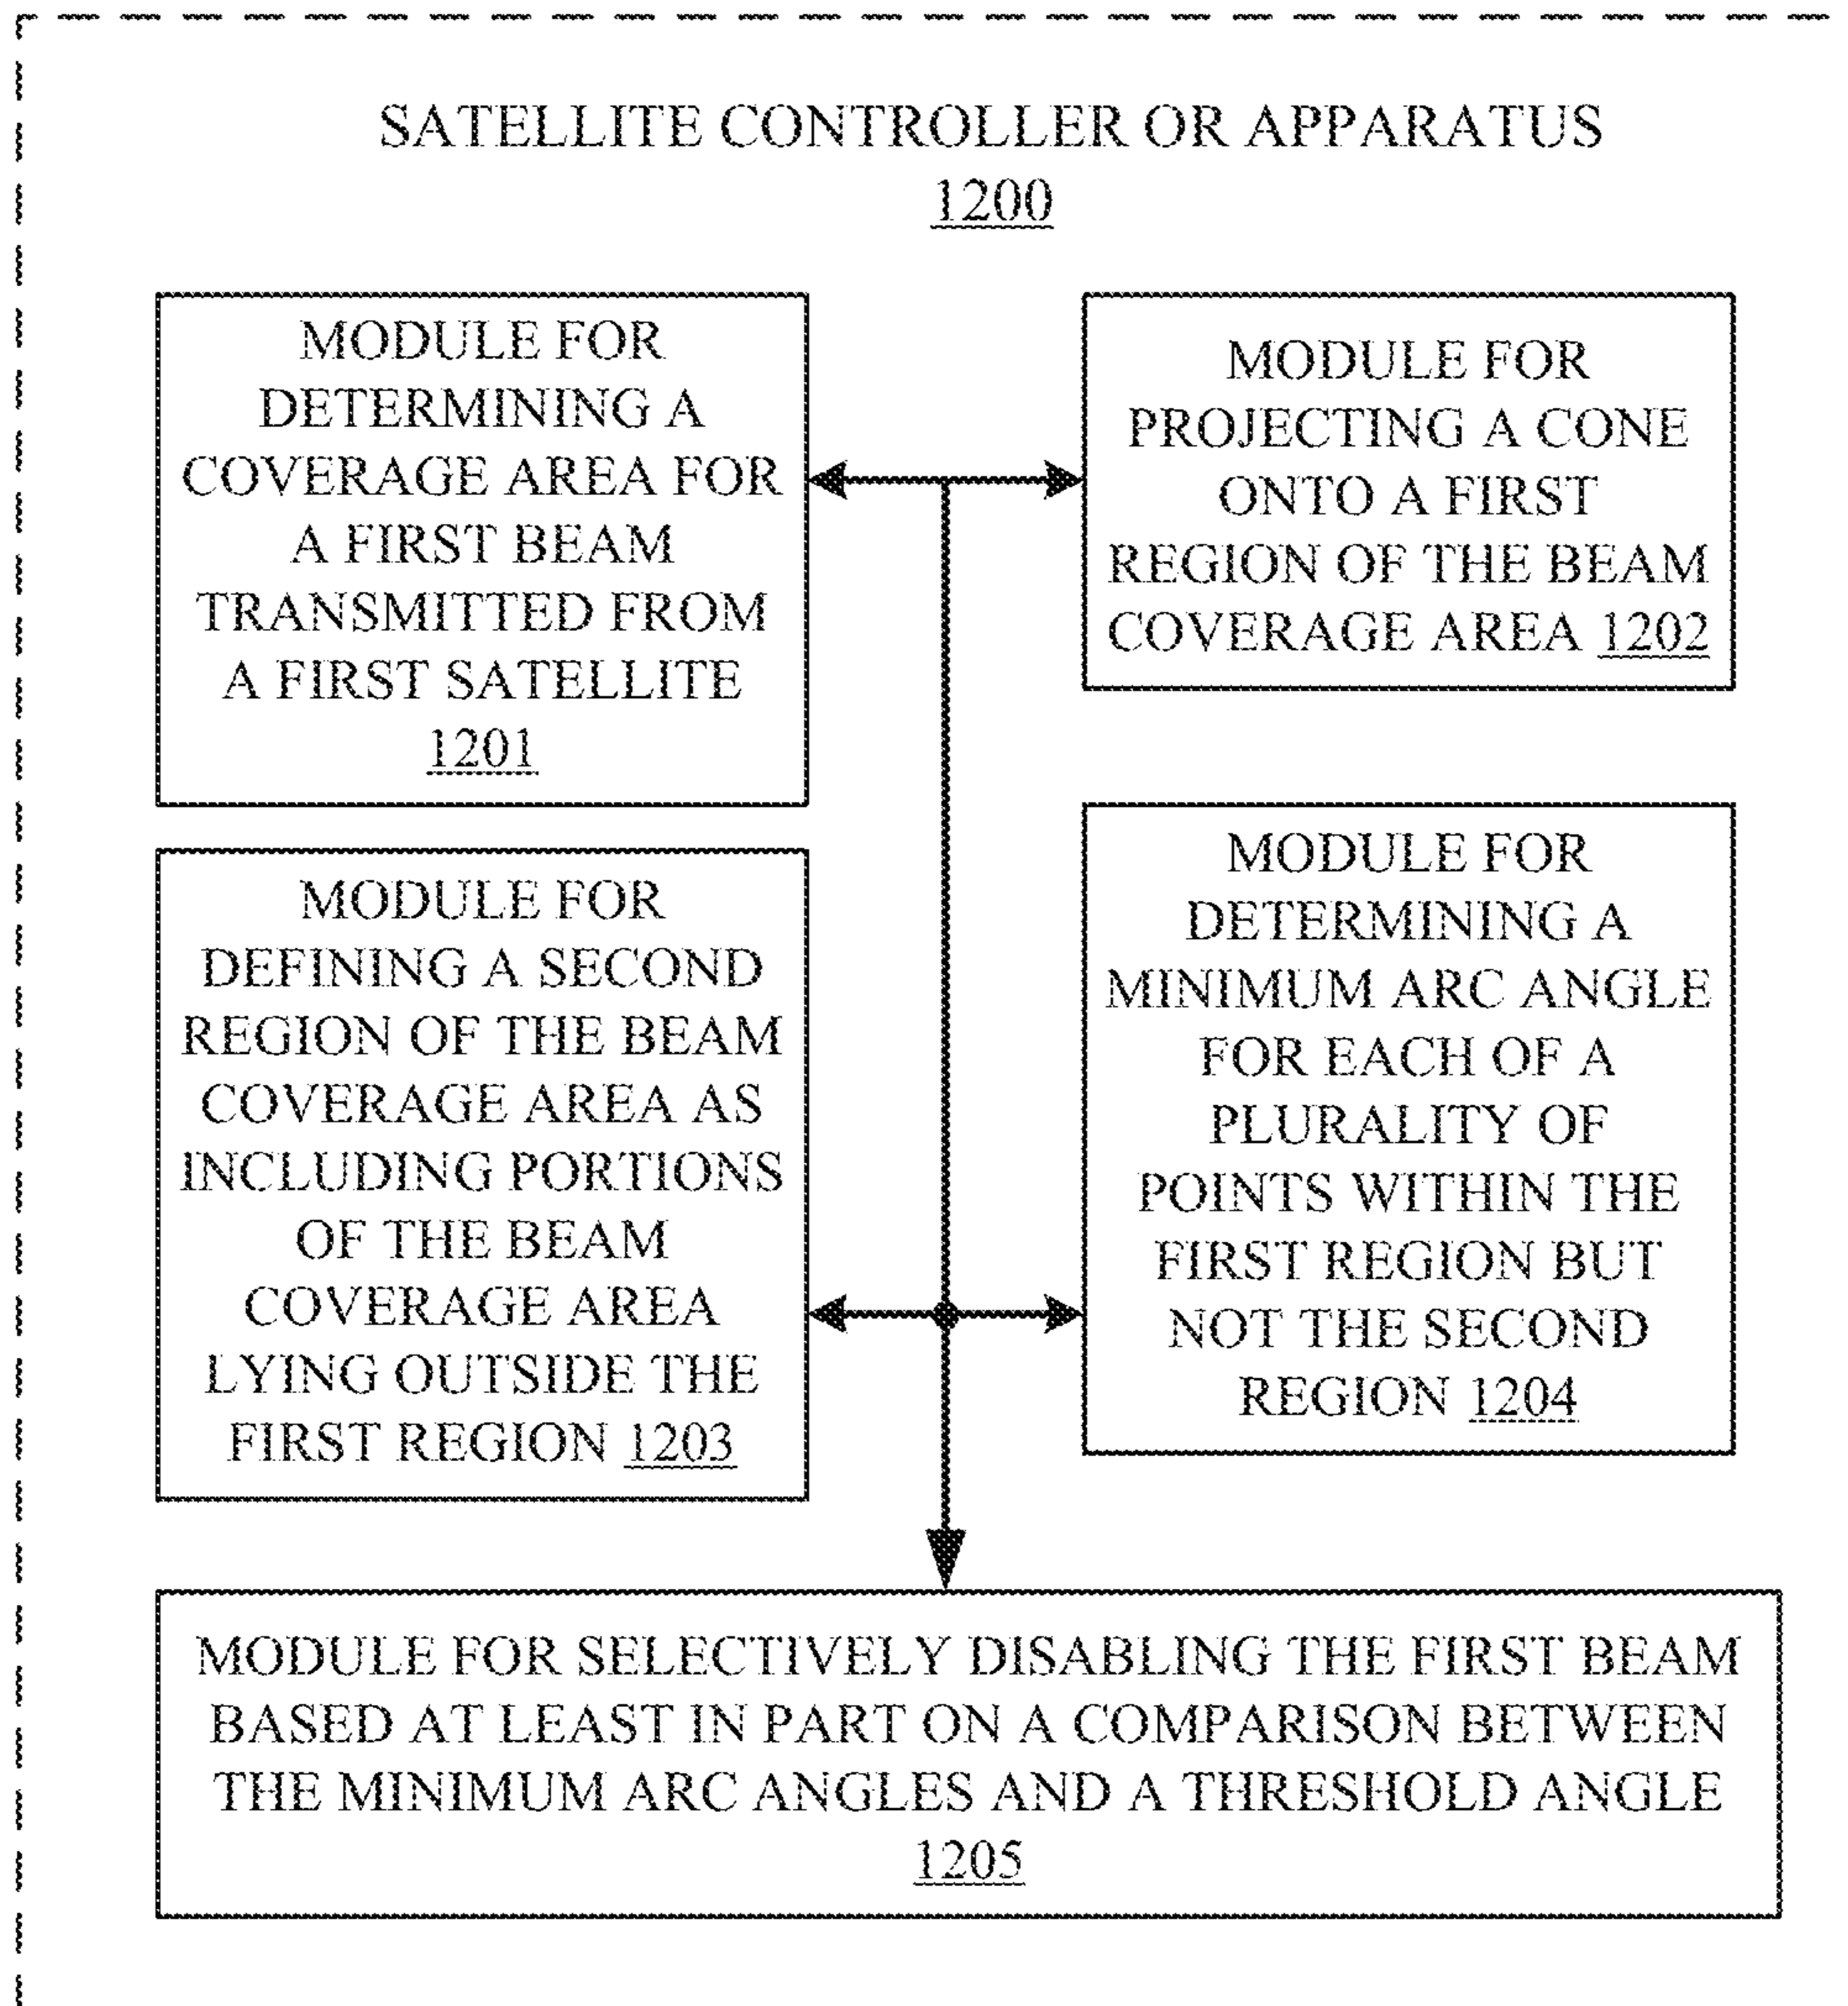 SATELLITE CONTROLLER OR APPARATUS
1200
MODULE FOR
DETERMINING A
COVERAGE AREA FOR
A FIRST BEAM
TRANSMITTED FROM
A FIRST SATELLITE
1201
MODULE FOR
PROJECTING A CONE
ONTO A FIRST
REGION OF THE BEAM
COVERAGE AREA 1202
MODULE FOR
DEFINING A SECOND
REGION OF THE BEAM
COVERAGE AREA AS
INCLUDING PORTIONS
OF THE BEAM
COVERAGE AREA
LYING OUTSIDE THE
FIRST REGION 1203
MODULE FOR
DETERMINING A
MINIMUM ARC ANGLE
FOR EACH OF A
PLURALITY OF
POINTS WITHIN THE
FIRST REGION BUT
NOT THE SECOND
REGION 1204
MODULE FOR SELECTIVELY DISABLING THE FIRST BEAM
BASED AT LEAST IN PART ON A COMPARISON BETWEEN
THE MINIMUM ARC ANGLES AND A THRESHOLD ANGLE
1205